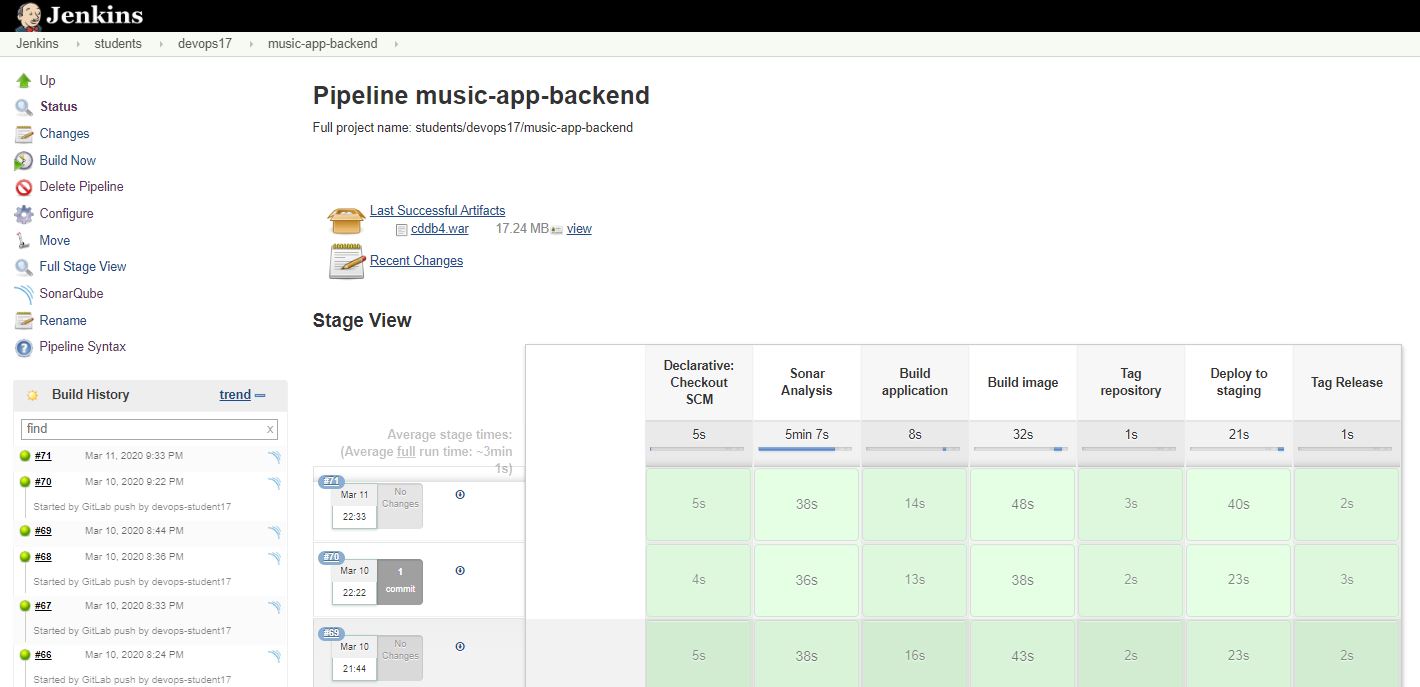 Jenkins
Jenkins students devops17 music-app-backend
Up
Status
Changes
Build Now
Delete Pipeline
Configure
Move
Full Stage View
SonarQube
Rename
Pipeline Syntax
Build History trend
find x
#71 Mar 11, 2020 9:33 PM
#70 Mar 10, 2020 9:22 PM
Started by GitLab push by devops-student17
#69 Mar 10, 2020 8:44 PM
#68 Mar 10, 2020 8:36 PM
Started by GitLab push by devops-student17
#67 Mar 10, 2020 8:33 PM
Started by GitLab push by devops-student17
#66 Mar 10, 2020 8:24 PM
Started by GitLab push by devops-student17
Pipeline music-app-backend
Full project name: students/devops17/music-app-backend
Last Successful Artifacts
cddb4.war 17.24 MB view
Recent Changes
Stage View
Declarative:
Checkout
SCM
Sonar
Analysis
Build
application
Build image
Tag
repository
Deploy to
staging
Tag Release
Average stage times:
(Average full run time: ~3min
1s)
5s 5min 7s 8s 32s 1s 21s 1s
#71
Mar 11
22:33
No
Changes
5s 38s 14s 48s 3s 40s 2s
#70
Mar 10
22:22
1
commit
4s 36s 13s 38s 2s 23s 3s
#69
Mar 10
21:44
No
Changes
5s 38s 16s 43s 2s 23s 2s